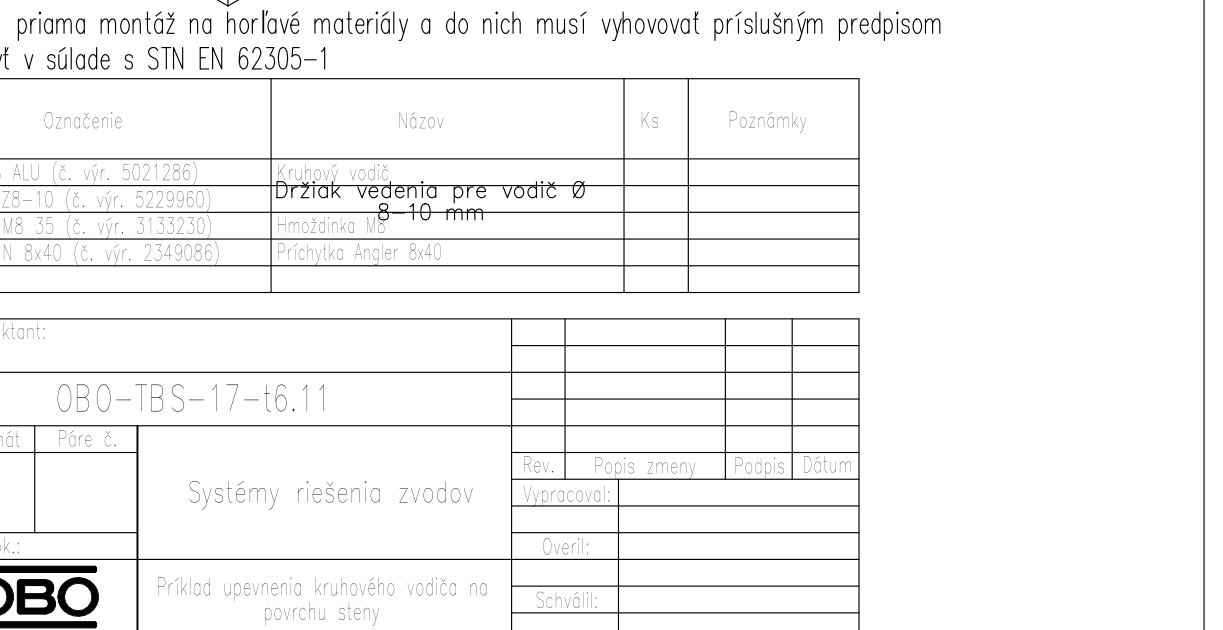 priama montáž na horľavé materiály a do nich musí vyhovovať príslušným predpisom
v súlade s STN EN 62305-1
Označenie Názov Ks Poznámky
ALU (č. výr. 5021286) Kruhový vodič
Z8-10 (č. výr. 5229960) Držiak vedenia pre vodič Ø
8-10 mm
M8 35 (č. výr. 3133230) Hmoždinka M8
N 8x40 (č. výr. 2349086) Príchytka Angler 8x40
OBO-TBS-17-t6.11
Páre č.
Rev. Popis zmeny Podpis Dátum
Systémy riešenia zvodov
Vypracoval:
Overil:
OBO
Príklad upevnenia kruhového vodiča na
povrchu steny
Schválil: